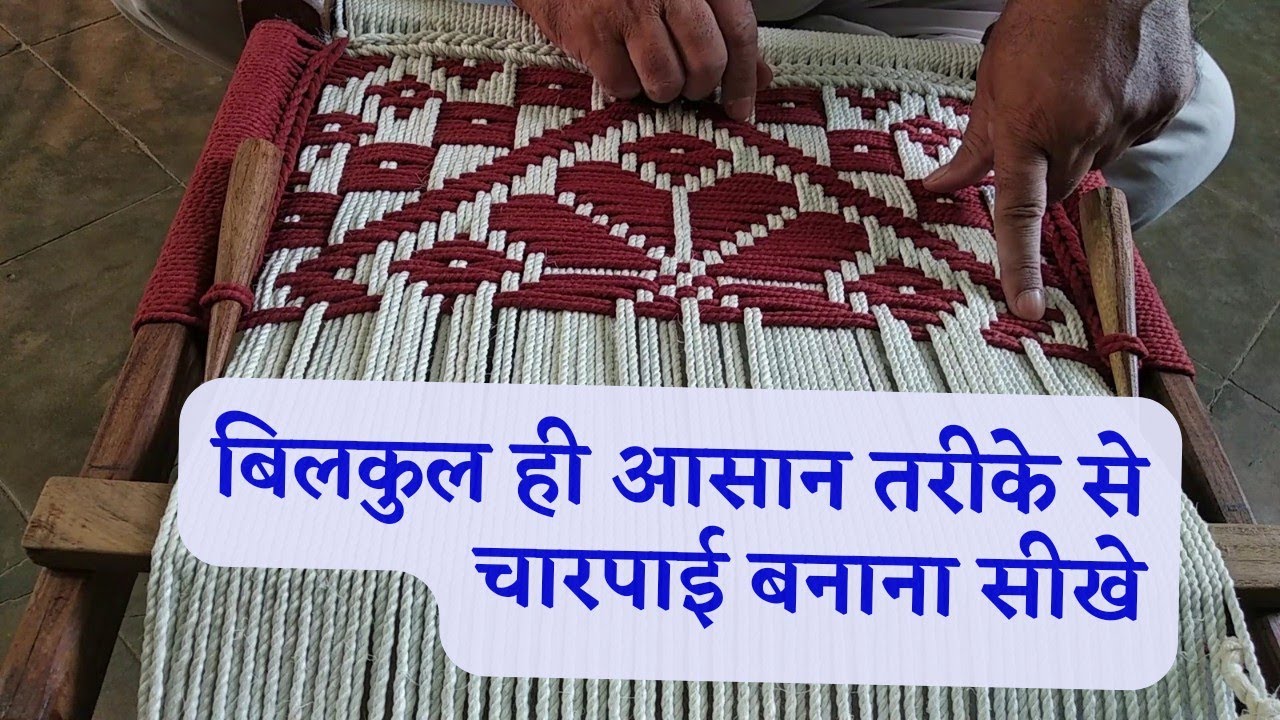 बिलकुल ही आसान तरीके से
चारपाई बनाना सीखे